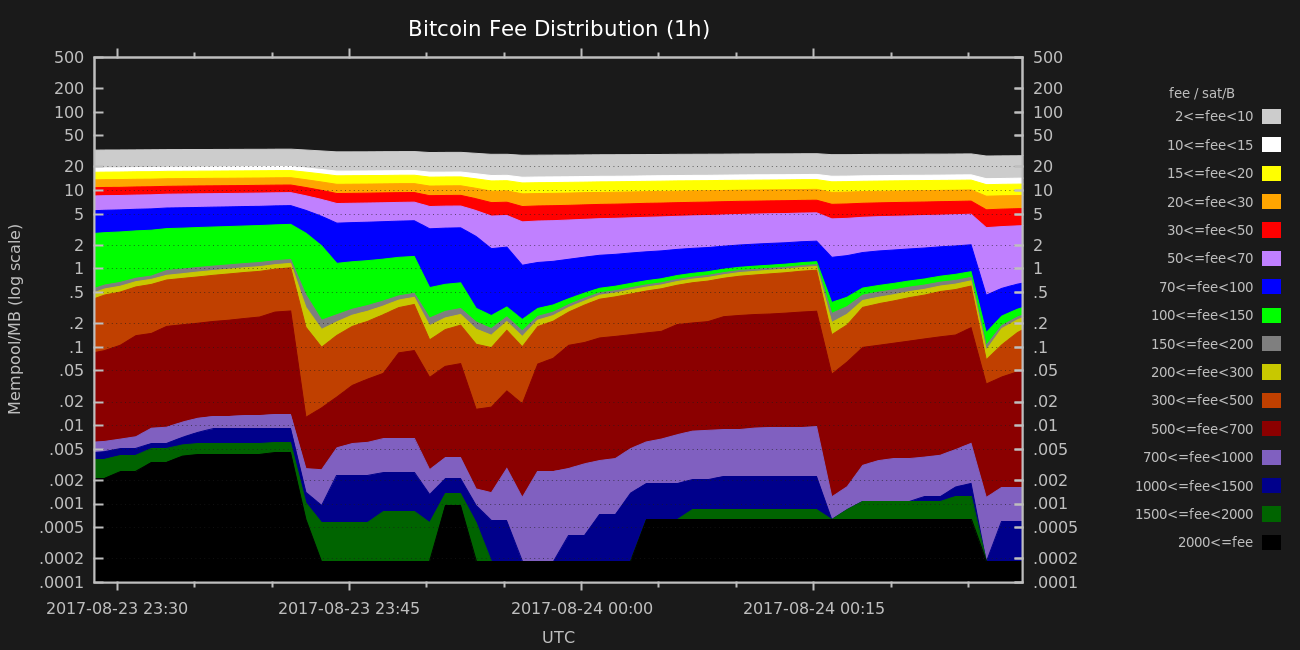 Bitcoin Fee Distribution (1h)
500
200
100
50
20
10
5
2
1
.5
.2
.1
.05
.02
.01
.005
.002
.001
.0005
.0002
.0001
Mempool/MB (log scale)
500
200
100
50
20
10
5
2
1
.5
.2
.1
.05
.02
.01
.005
.002
.001
.0005
.0002
.0001
2017-08-23 23:30
2017-08-23 23:45
2017-08-24 00:00
2017-08-24 00:15
UTC
fee / sat/B
2<=fee<10
10<=fee<15
15<=fee<20
20<=fee<30
30<=fee<50
50<=fee<70
70<=fee<100
100<=fee<150
150<=fee<200
200<=fee<300
300<=fee<500
500<=fee<700
700<=fee<1000
1000<=fee<1500
1500<=fee<2000
2000<=fee